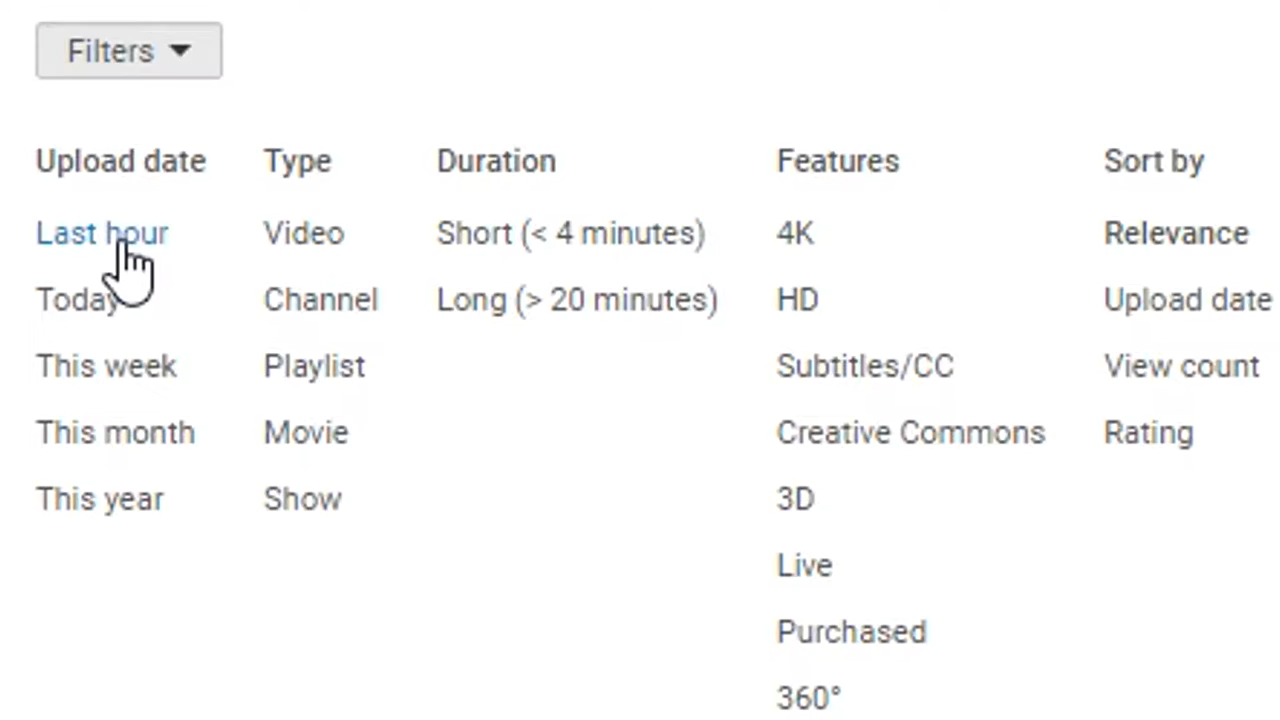 Filters
Upload date Type Duration Features Sort by
Last hour Video Short (< 4 minutes) 4K Relevance
Today Channel Long (> 20 minutes) HD Upload date
This week Playlist Subtitles/CC View count
This month Movie Creative Commons Rating
This year Show 3D
Live
Purchased
360°